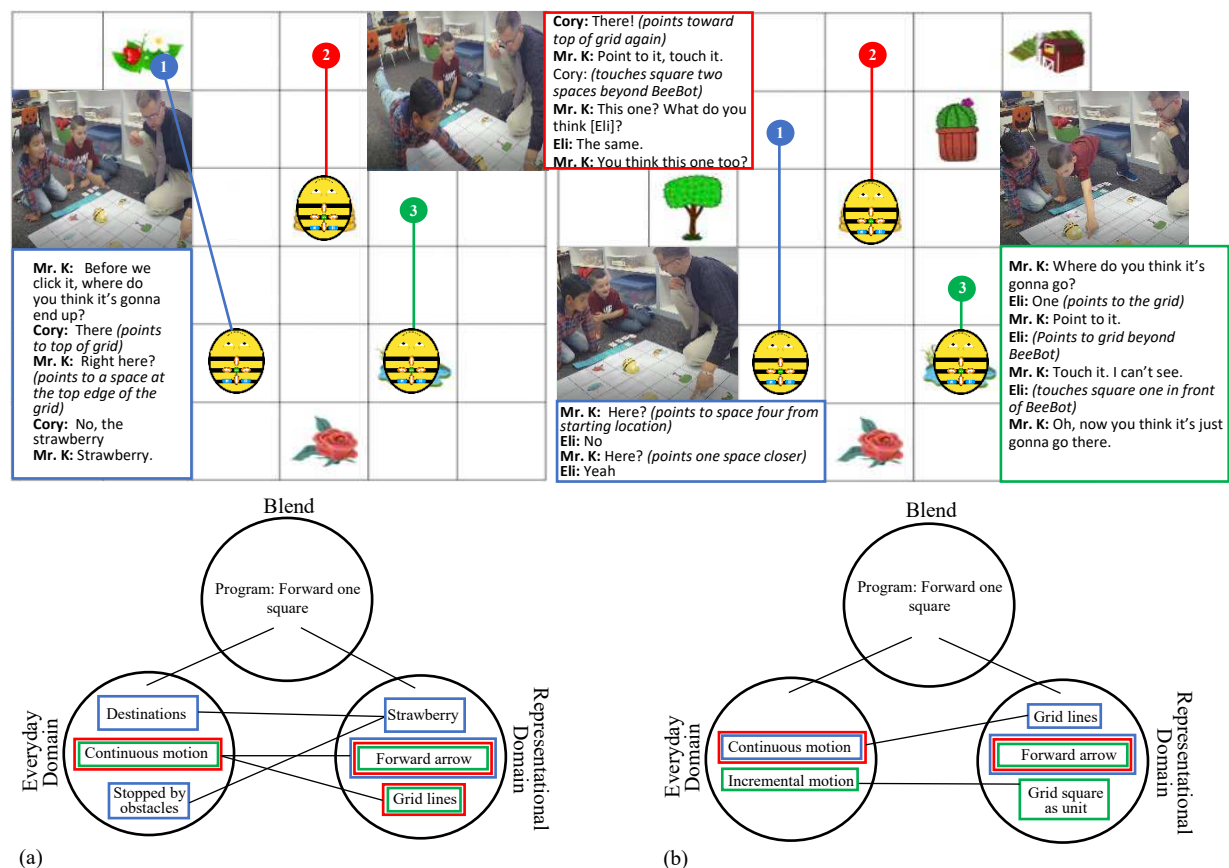 1
2
3
Mr. K: Before we
click it, where do
you think it's gonna
end up?
Cory: There (points
to top of grid)
Mr. K: Right here?
(points to a space at
the top edge of the
grid)
Cory: No, the
strawberry
Mr. K: Strawberry.
Cory: There! (points toward
top of grid again)
Mr. K: Point to it, touch it.
Cory: (touches square two
spaces beyond BeeBot)
Mr. K: This one? What do you
think [Eli]?
Eli: The same.
Mr. K: You think this one too?
1
2
3
Mr. K: Here? (points to space four from
starting location)
Eli: No
Mr. K: Here? (points one space closer)
Eli: Yeah
Mr. K: Where do you think it's
gonna go?
Eli: One (points to the grid)
Mr. K: Point to it.
Eli: (Points to grid beyond
BeeBot)
Mr. K: Touch it. I can't see.
Eli: (touches square one in front
of BeeBot)
Mr. K: Oh, now you think it's just
gonna go there.
Blend
Program: Forward one
square
Everyday
Domain
Destinations
Continuous motion
Stopped by
obstacles
Strawberry
Forward arrow
Grid lines
Representational
Domain
(a)
Blend
Program: Forward one
square
Everyday
Domain
Continuous motion
Incremental motion
Grid lines
Forward arrow
Grid square
as unit
Representational
Domain
(b)